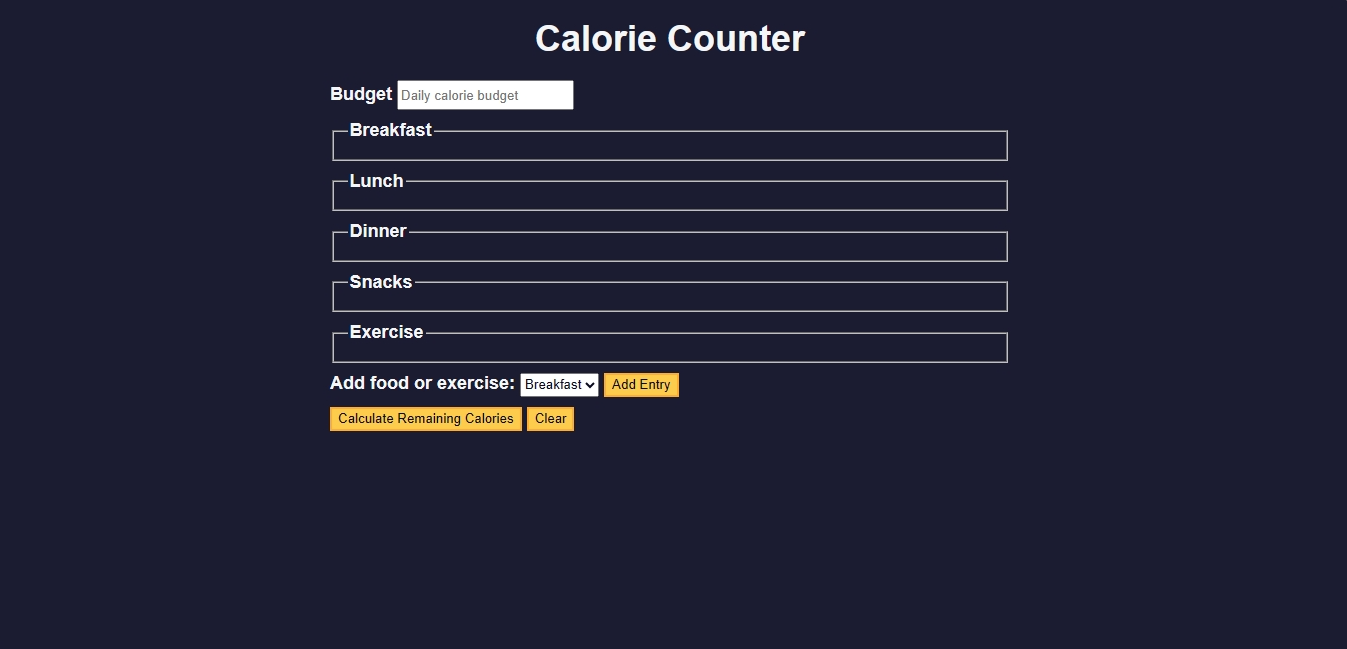 Calorie Counter
Budget Daily calorie budget
Breakfast
Lunch
Dinner
Snacks
Exercise
Add food or exercise: Breakfast Add Entry
Calculate Remaining Calories Clear